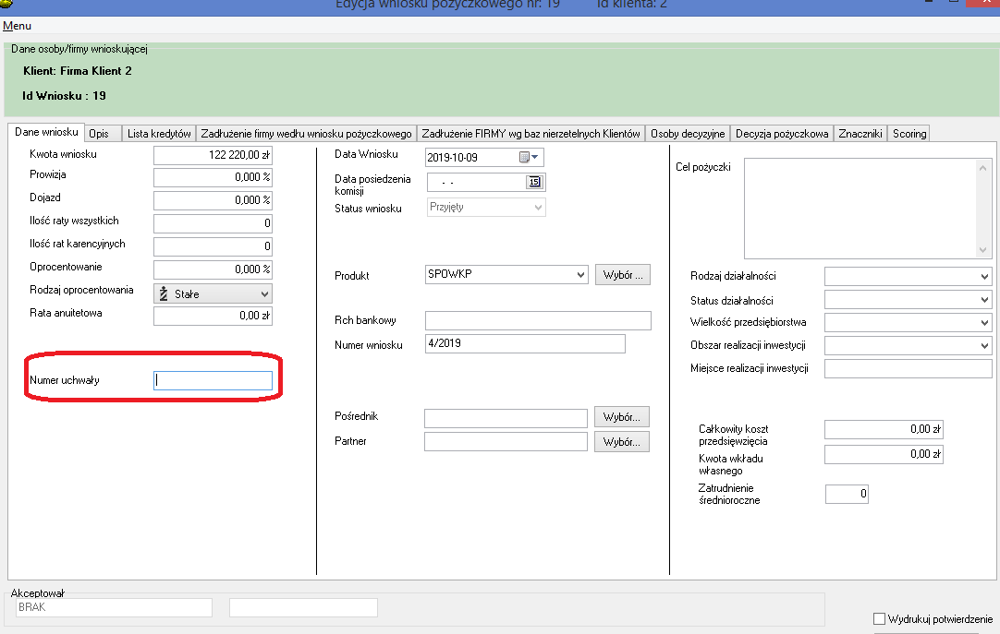 Edycja wniosku pożyczkowego nr: 19 Id klienta: 2
Menu
Dane osoby/firmy wnioskującej
Klient: Firma Klient 2
Id Wniosku : 19
Dane wniosku Opis Lista kredytów Zadłużenie firmy wedłru wniosku pożyczkowego Zadłużenie FIRMY wg baz nierzetelnych Klientów Osoby decyzyjne Decyzja pożyczkowa Znaczniki Scoring
Kwota wniosku 122 220,00 zł
Prowizja 0,000 %
Dojazd 0,000 %
Ilość raty wszystkich 0
Ilość rat karencyjnych 0
Oprocentowanie 0,000 %
Rodzaj oprocentowania Stałe
Rata anuitetowa 0,00 zł
Numer uchwały
Data Wniosku 2019-10-09
Data posiedzenia
komisji - - 15
Status wniosku Przyjęty
Produkt SPOWKP Wybór ...
Rch bankowy
Numer wniosku 4/2019
Pośrednik Wybór...
Partner Wybór...
Cel pożyczki
Rodzaj działalności
Status działalności
Wielkość przedsiębiorstwa
Obszar realizacji inwestycji
Miejsce realizacji inwestycji
Całkowity koszt
przedsięwzięcia 0,00 zł
Kwota wkładu
własnego 0,00 zł
Zatrudnienie
średnioroczne 0
Akceptował
BRAK
Wydrukuj potwierdzenie